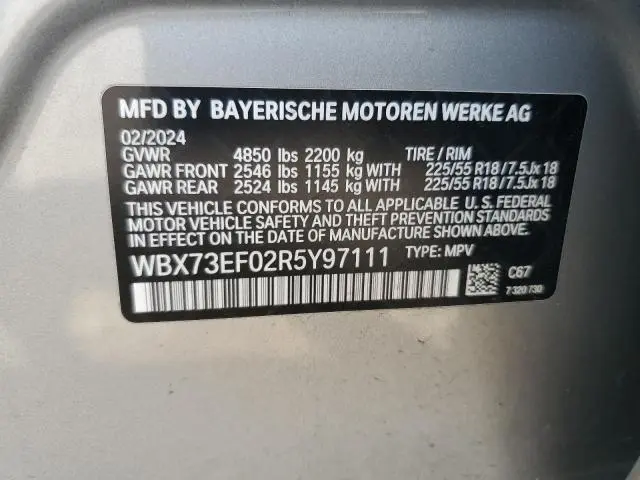 MFD BY BAYERISCHE MOTOREN WERKE AG
02/2024
GVWR 4850 lbs 2200 kg TIRE / RIM
GAWR FRONT 2546 lbs 1155 kg WITH 225/55 R18/7.5Jx18
GAWR REAR 2524 lbs 1145 kg WITH 225/55 R18/7.5Jx18
THIS VEHICLE CONFORMS TO ALL APPLICABLE U.S. FEDERAL
MOTOR VEHICLE SAFETY AND THEFT PREVENTION STANDARDS
IN EFFECT ON THE DATE OF MANUFACTURE SHOWN ABOVE.
WBX73EF02R5Y97111 TYPE: MPV
C67
7 320 730